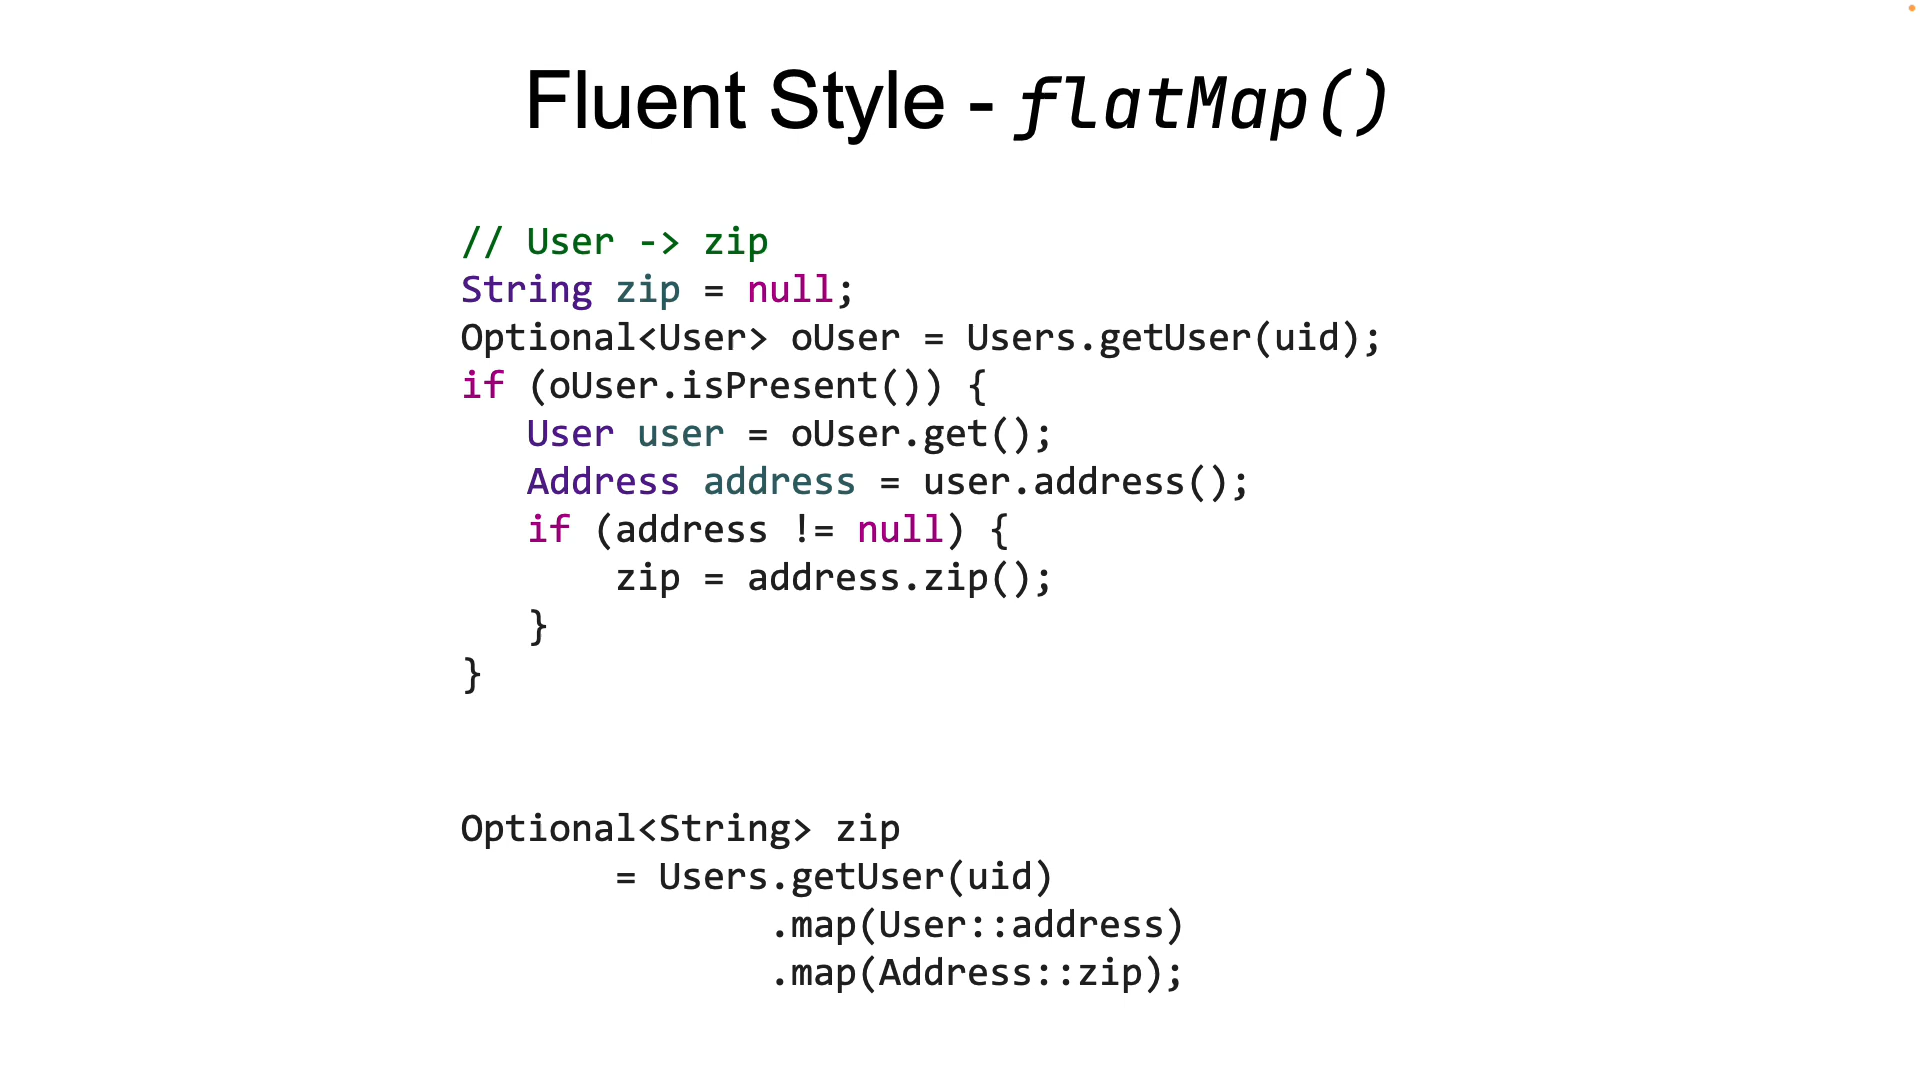 Fluent Style - flatMap()
// User -> zip
String zip = null;
Optional<User> oUser = Users.getUser(uid);
if (oUser.isPresent()) {
   User user = oUser.get();
   Address address = user.address();
   if (address != null) {
       zip = address.zip();
   }
}
Optional<String> zip
       = Users.getUser(uid)
              .map(User::address)
              .map(Address::zip);